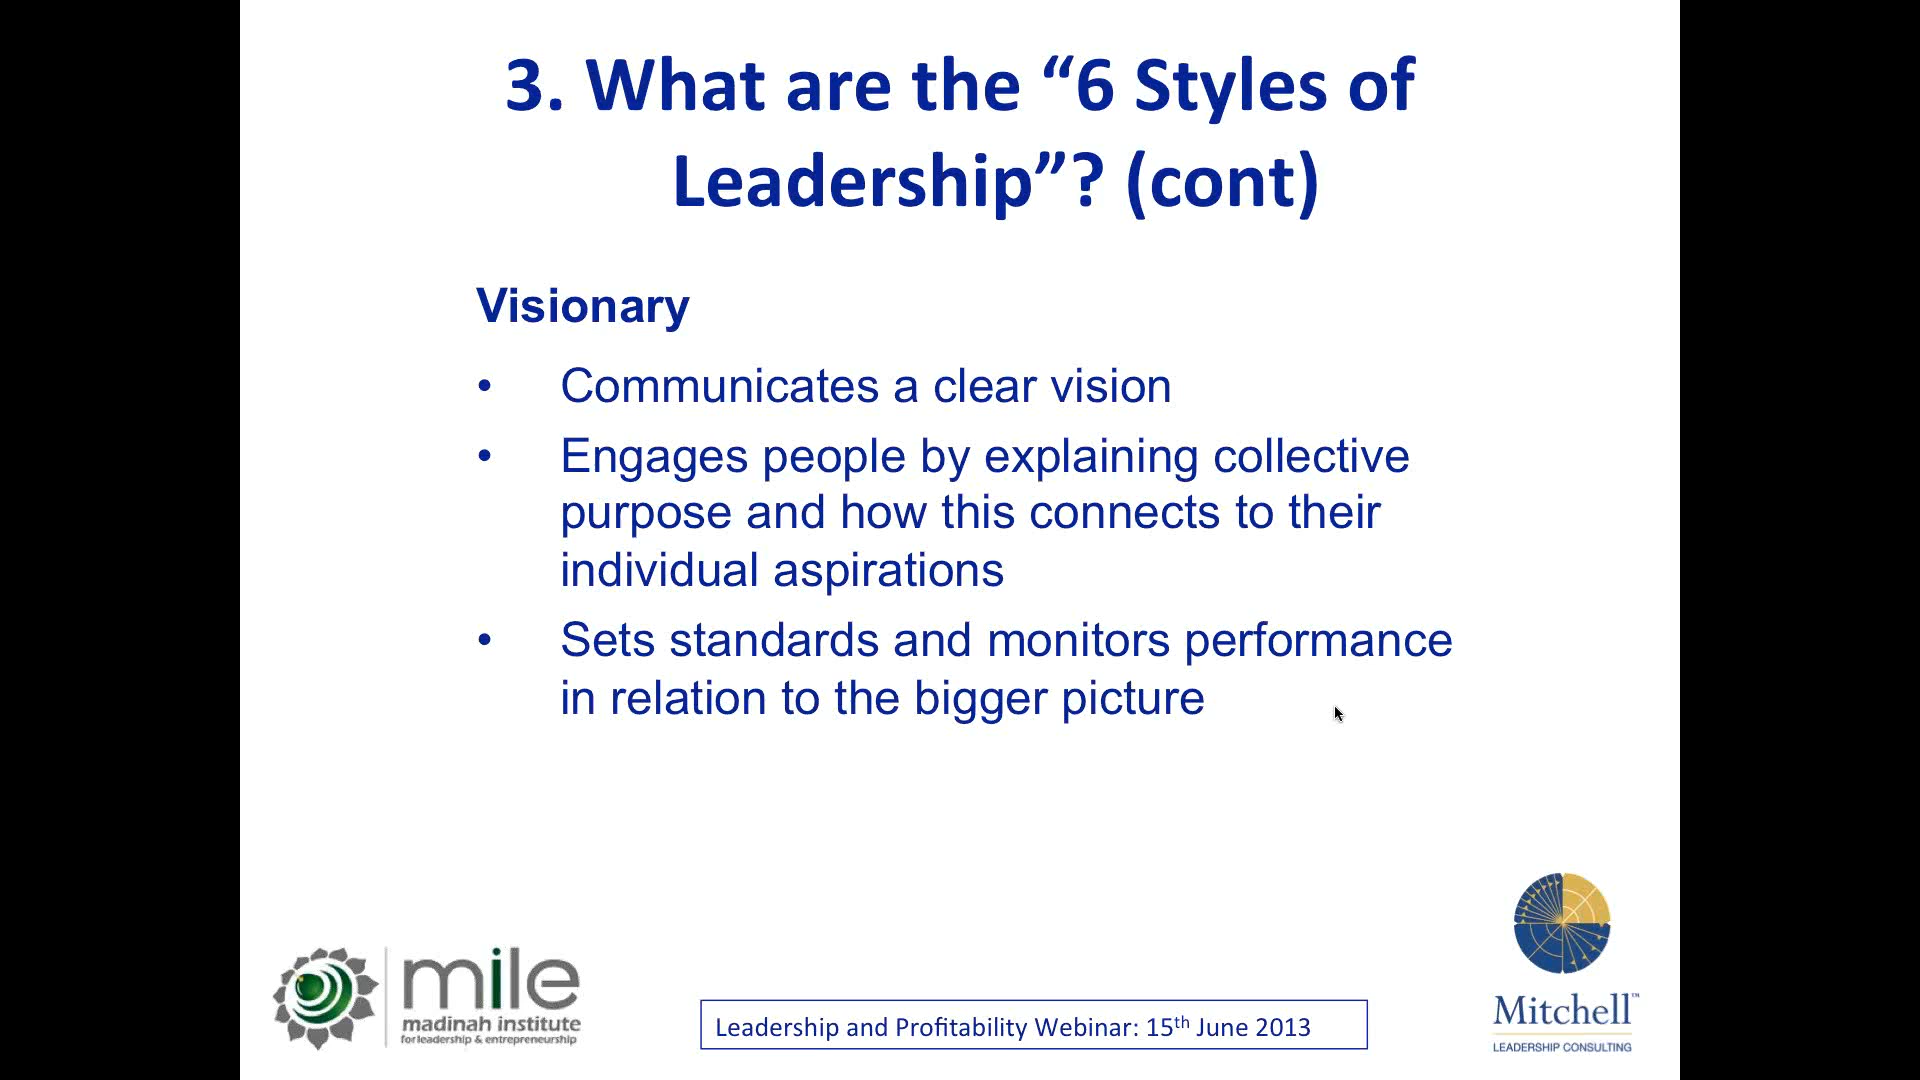 3. What are the “6 Styles of
Leadership”? (cont)
Visionary
• Communicates a clear vision
• Engages people by explaining collective
purpose and how this connects to their
individual aspirations
• Sets standards and monitors performance
in relation to the bigger picture
mile
madinah institute
for leadership & entrepreneurship
Leadership and Profitability Webinar: 15th June 2013
Mitchell™
LEADERSHIP CONSULTING